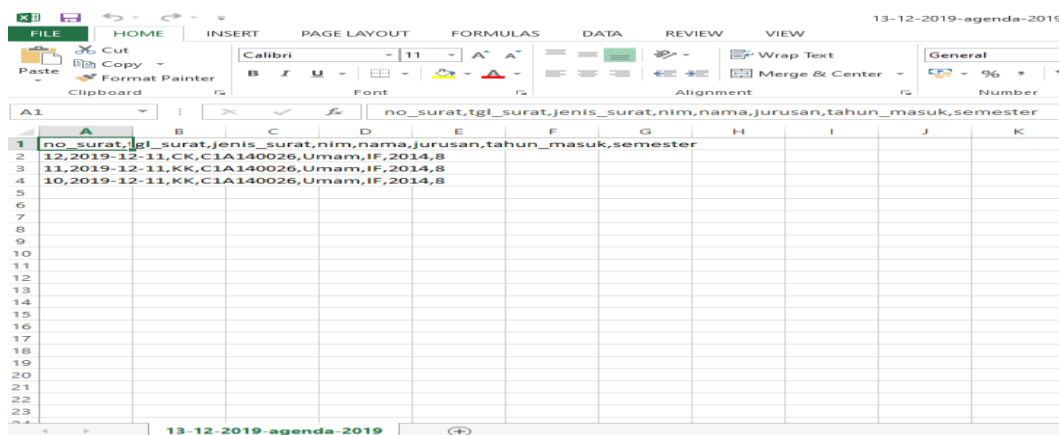 13-12-2019-agenda-2019
FILE HOME INSERT PAGE LAYOUT FORMULAS DATA REVIEW VIEW
Cut
Copy
Format Painter
Paste
Calibri 11 A A
B I U A
Wrap Text
Merge & Center
General
% ,
Clipboard Font Alignment Number
A1 fx no_surat,tgl_surat,jenis_surat,nim,nama,jurusan,tahun_masuk,semester
A B C D E F G H I J K
1 no_surat,tgl_surat,jenis_surat,nim,nama,jurusan,tahun_masuk,semester
2 12,2019-12-11,CK,C1A140026,Umam,IF,2014,8
3 11,2019-12-11,KK,C1A140026,Umam,IF,2014,8
4 10,2019-12-11,KK,C1A140026,Umam,IF,2014,8
5
6
7
8
9
10
11
12
13
14
15
16
17
18
19
20
21
22
23
13-12-2019-agenda-2019